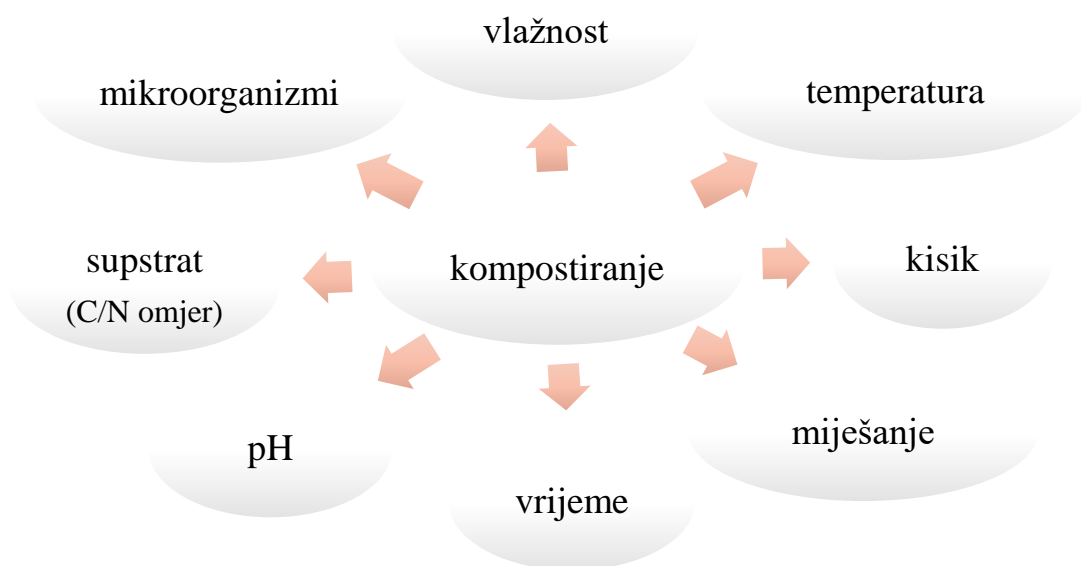 vlažnost
mikroorganizmi
temperatura
supstrat
(C/N omjer)
kompostiranje
kisik
pH
miješanje
vrijeme